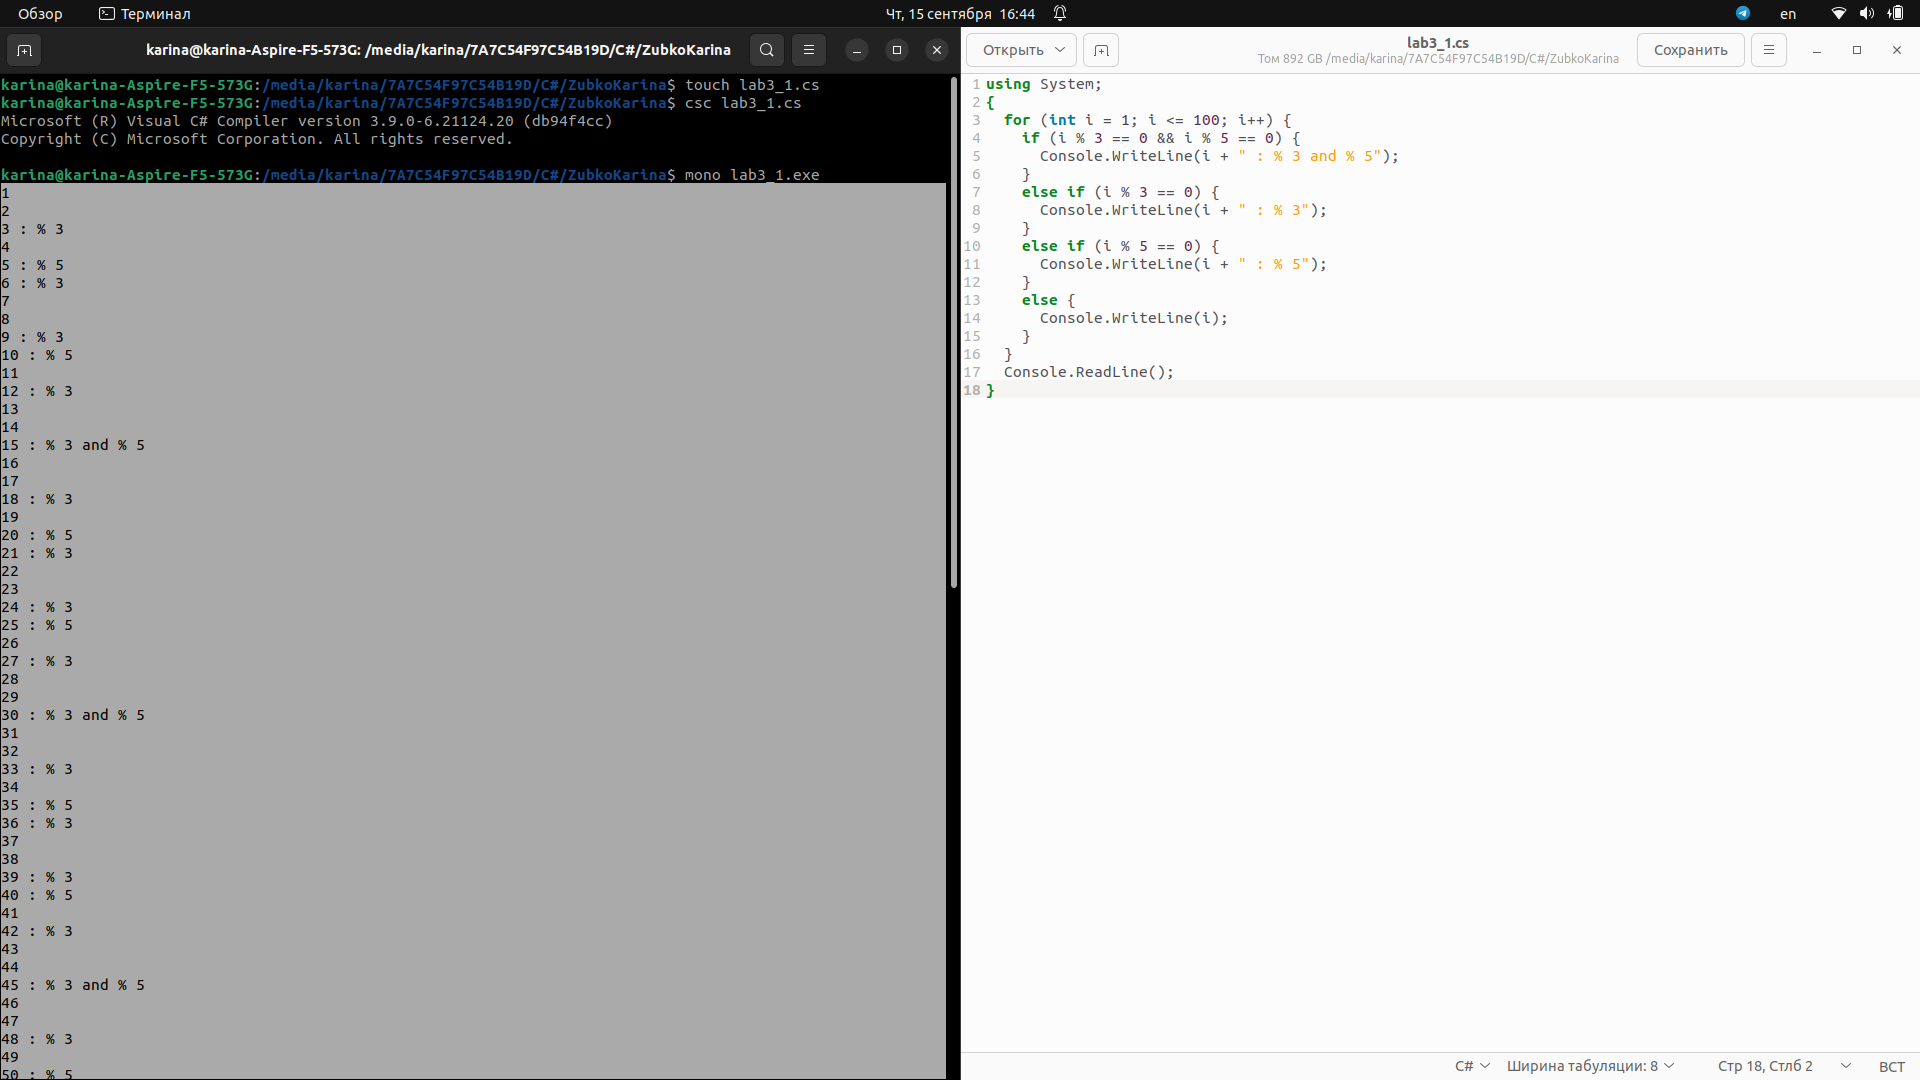 Обзор Терминал Чт, 15 сентября 16:44 en
karina@karina-Aspire-F5-573G: /media/karina/7A7C54F97C54B19D/C#/ZubkoKarina
karina@karina-Aspire-F5-573G:/media/karina/7A7C54F97C54B19D/C#/ZubkoKarina$ touch lab3_1.cs
karina@karina-Aspire-F5-573G:/media/karina/7A7C54F97C54B19D/C#/ZubkoKarina$ csc lab3_1.cs
Microsoft (R) Visual C# Compiler version 3.9.0-6.21124.20 (db94f4cc)
Copyright (C) Microsoft Corporation. All rights reserved.
karina@karina-Aspire-F5-573G:/media/karina/7A7C54F97C54B19D/C#/ZubkoKarina$ mono lab3_1.exe
1
2
3 : % 3
4
5 : % 5
6 : % 3
7
8
9 : % 3
10 : % 5
11
12 : % 3
13
14
15 : % 3 and % 5
16
17
18 : % 3
19
20 : % 5
21 : % 3
22
23
24 : % 3
25 : % 5
26
27 : % 3
28
29
30 : % 3 and % 5
31
32
33 : % 3
34
35 : % 5
36 : % 3
37
38
39 : % 3
40 : % 5
41
42 : % 3
43
44
45 : % 3 and % 5
46
47
48 : % 3
49
50 : % 5
Открыть
lab3_1.cs
Том 892 GB /media/karina/7A7C54F97C54B19D/C#/ZubkoKarina
Сохранить
1 using System;
2 {
3   for (int i = 1; i <= 100; i++) {
4     if (i % 3 == 0 && i % 5 == 0) {
5       Console.WriteLine(i + " : % 3 and % 5");
6     }
7     else if (i % 3 == 0) {
8       Console.WriteLine(i + " : % 3");
9     }
10     else if (i % 5 == 0) {
11       Console.WriteLine(i + " : % 5");
12     }
13     else {
14       Console.WriteLine(i);
15     }
16   }
17   Console.ReadLine();
18 }
C# Ширина табуляции: 8 Стр 18, Стлб 2 ВСТ